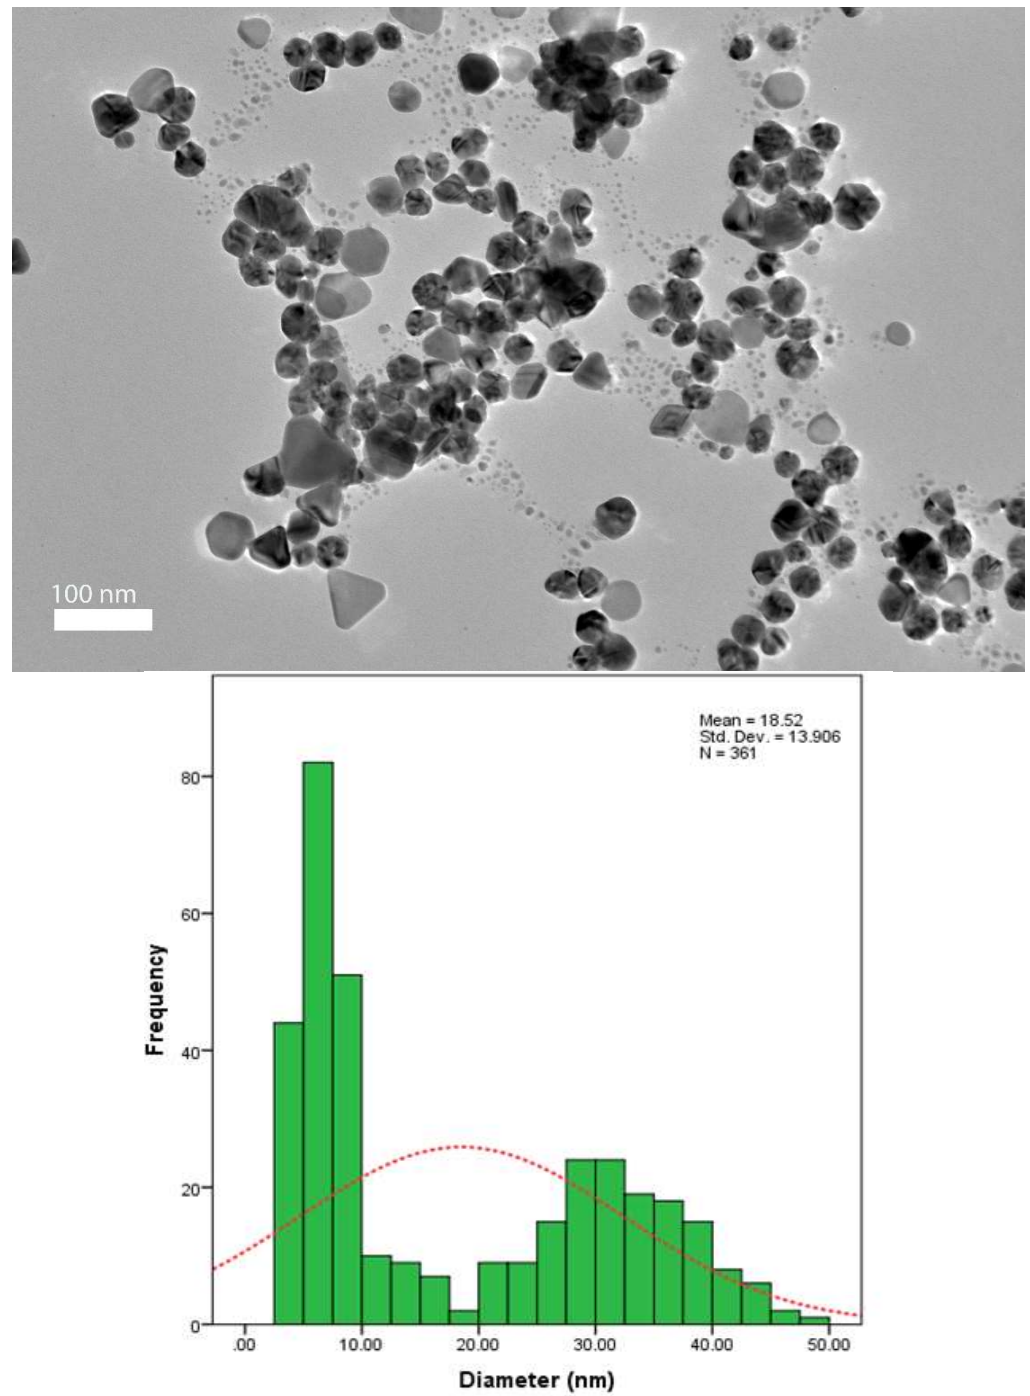 100 nm
Mean = 18.52
Std. Dev. = 13.906
N = 361
80
60
40
20
0
Frequency
.00 10.00 20.00 30.00 40.00 50.00
Diameter (nm)